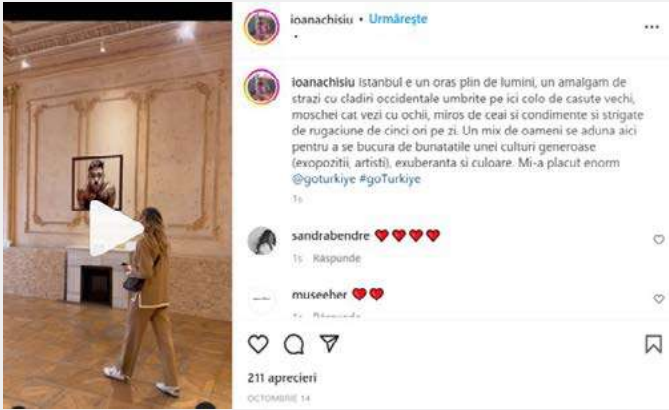 ioanachisiu • Urmărește
•
ioanachisiu Istanbul e un oras plin de lumini, un amalgam de
strazi cu cladiri occidentale umbrite pe ici colo de casute vechi,
moschei cat vezi cu ochii, miros de ceai si condimente si strigate
de rugaciune de cinci ori pe zi. Un mix de oameni se aduna aici
pentru a se bucura de bunatatile unei culturi generoase
(exopozitii, artisti), exuberanta si culoare. Mi-a placut enorm
@goturkiye #goTurkiye
1s
sandrabendre ❤️❤️❤️❤️
1s Răspunde
museeher ❤️❤️
1s Răspunde
211 aprecieri
OCTOMBRIE 14